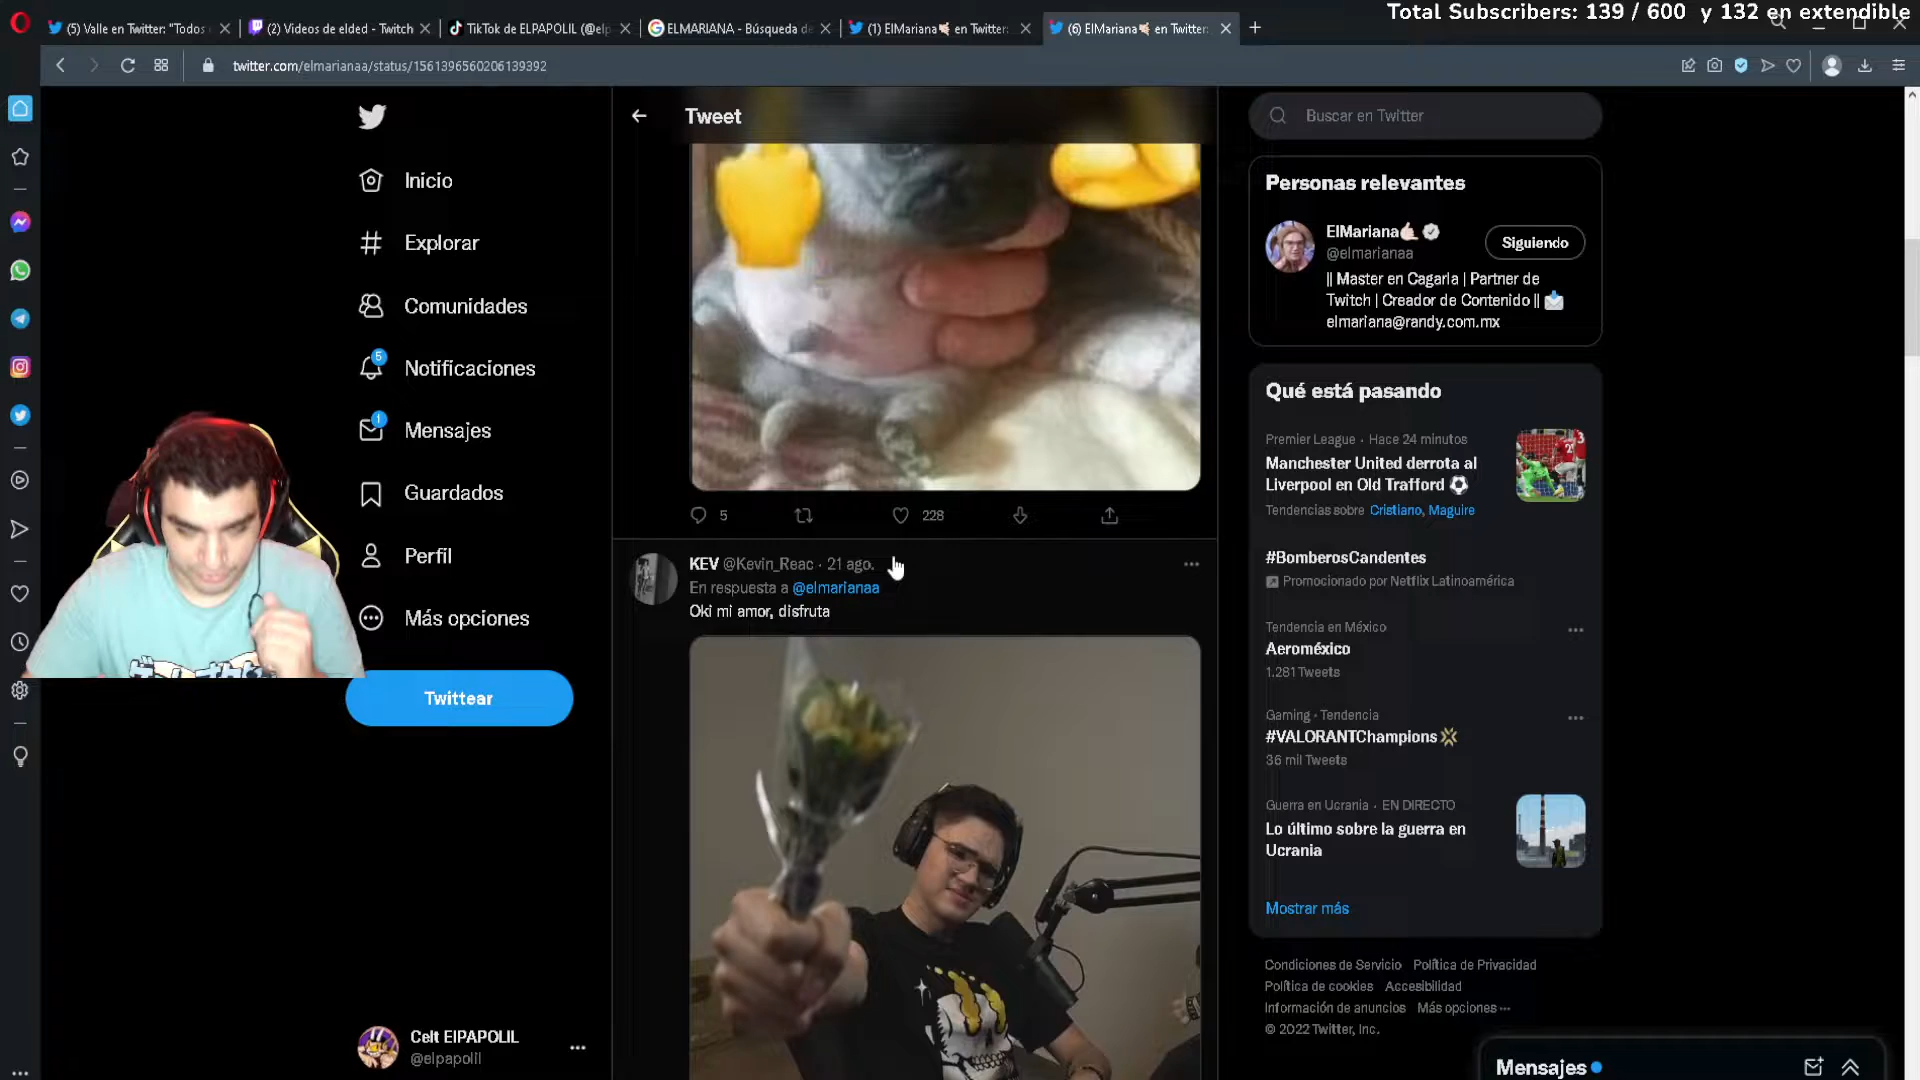 Total Subscribers: 139 / 600 y 132 en extendible
(5) Valle en Twitter: "Todos
(2) Videos de elded - Twitch
TikTok de ELPAPOLIL (@elp
ELMARIANA - Búsqueda de
(1) ElMariana🤙🏻 en Twitter:
(6) ElMariana🤙🏻 en Twitter:
twitter.com/elmarianaa/status/1561396560206139392
Tweet
Buscar en Twitter
Inicio
Explorar
Comunidades
5
Notificaciones
1
Mensajes
Guardados
Perfil
Más opciones
Twittear
Celt ElPAPOLIL
@elpapolil
5
228
KEV @Kevin_Reac · 21 ago.
En respuesta a @elmarianaa
Oki mi amor, disfruta
Personas relevantes
ElMariana🤙🏻
@elmarianaa
Siguiendo
|| Master en Cagarla | Partner de
Twitch | Creador de Contenido || 📩
elmariana@randy.com.mx
Qué está pasando
Premier League · Hace 24 minutos
Manchester United derrota al
Liverpool en Old Trafford ⚽
Tendencias sobre Cristiano, Maguire
#BomberosCandentes
Promocionado por Netflix Latinoamérica
Tendencia en México
Aeroméxico
1.281 Tweets
Gaming · Tendencia
#VALORANTChampions
36 mil Tweets
Guerra en Ucrania · EN DIRECTO
Lo último sobre la guerra en
Ucrania
Mostrar más
Condiciones de Servicio Política de Privacidad
Política de cookies Accesibilidad
Información de anuncios Más opciones ···
© 2022 Twitter, Inc.
Mensajes